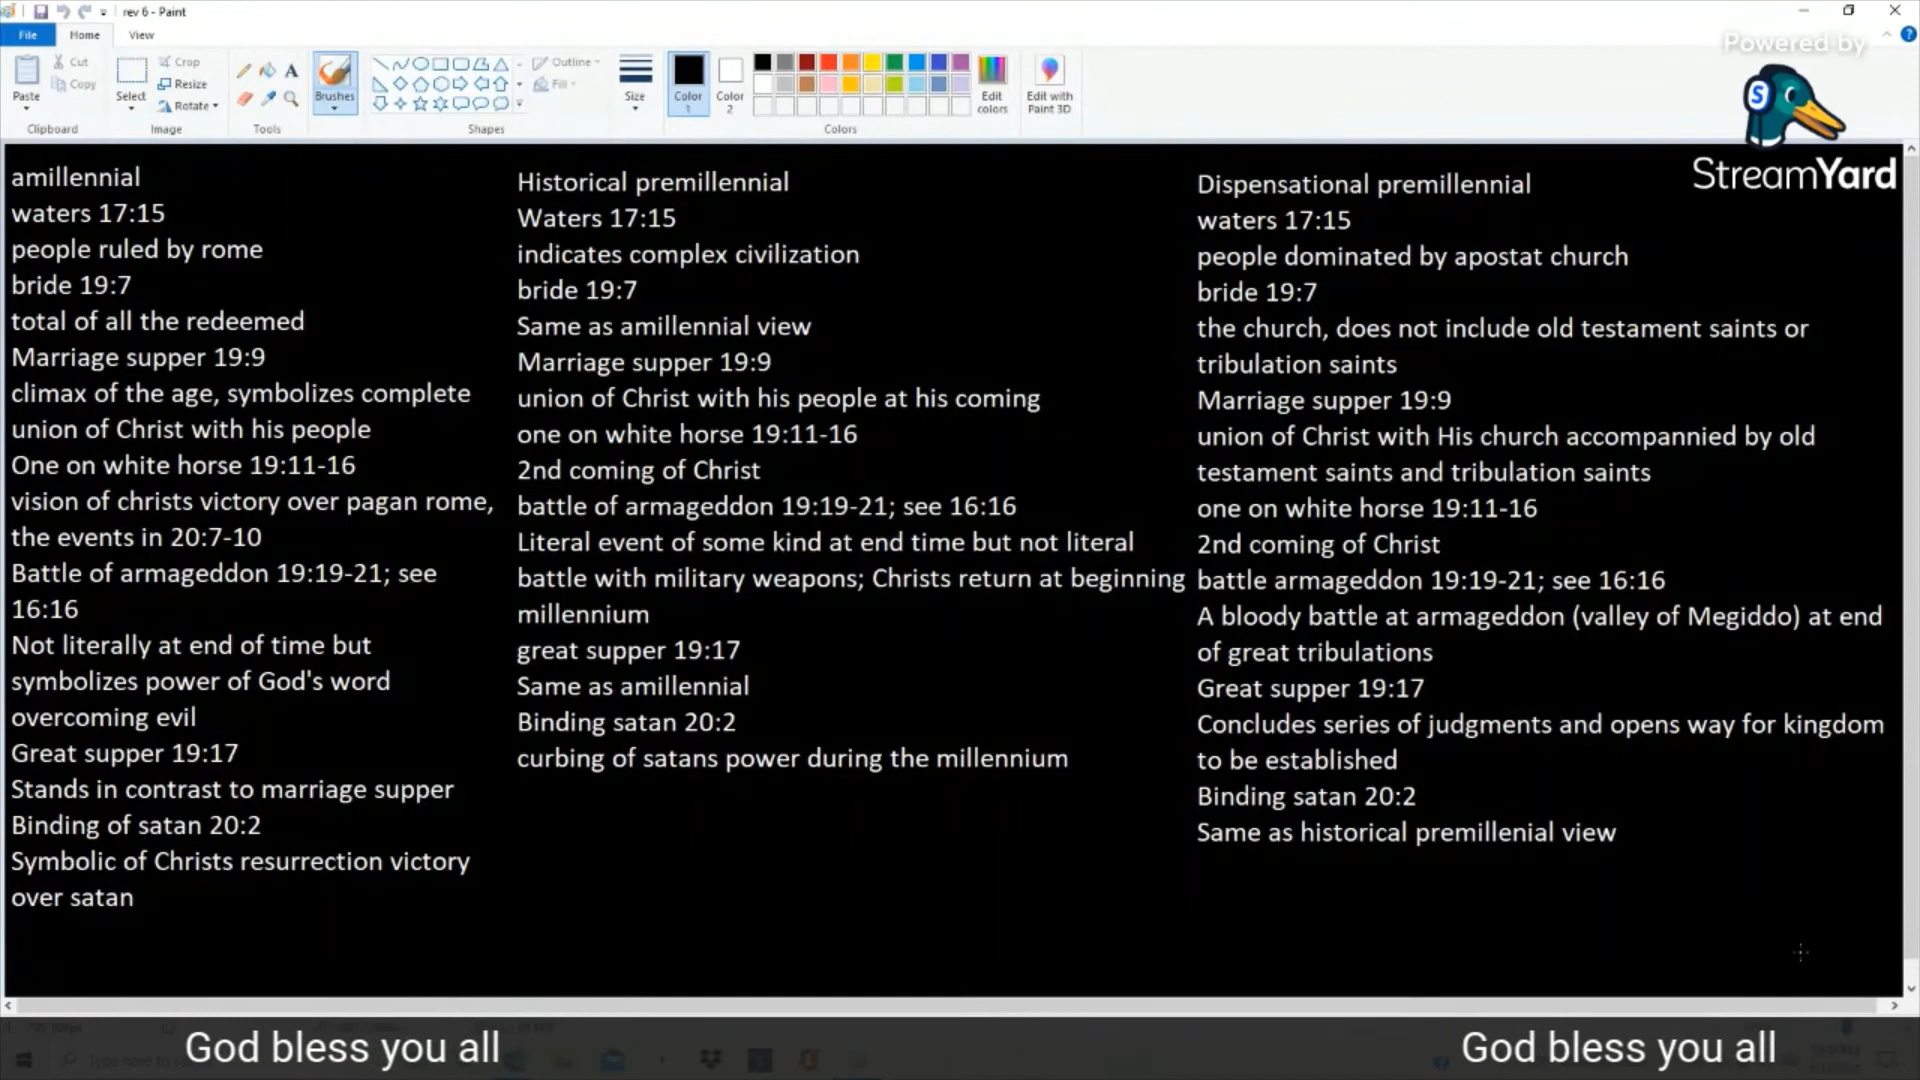 rev 6 - Paint
File Home View
Powered by
Paste
Cut
Copy
Clipboard
Select
Crop
Resize
Rotate
Image
A
Tools
Brushes
Outline
Fill
Shapes
Size
Color 1
Color 2
Edit colors
Colors
Edit with Paint 3D
S
StreamYard
amillennial
waters 17:15
people ruled by rome
bride 19:7
total of all the redeemed
Marriage supper 19:9
climax of the age, symbolizes complete
union of Christ with his people
One on white horse 19:11-16
vision of christs victory over pagan rome,
the events in 20:7-10
Battle of armageddon 19:19-21; see
16:16
Not literally at end of time but
symbolizes power of God's word
overcoming evil
Great supper 19:17
Stands in contrast to marriage supper
Binding of satan 20:2
Symbolic of Christs resurrection victory
over satan
Historical premillennial
Waters 17:15
indicates complex civilization
bride 19:7
Same as amillennial view
Marriage supper 19:9
union of Christ with his people at his coming
one on white horse 19:11-16
2nd coming of Christ
battle of armageddon 19:19-21; see 16:16
Literal event of some kind at end time but not literal
battle with military weapons; Christs return at beginning
millennium
great supper 19:17
Same as amillennial
Binding satan 20:2
curbing of satans power during the millennium
Dispensational premillennial
waters 17:15
people dominated by apostat church
bride 19:7
the church, does not include old testament saints or
tribulation saints
Marriage supper 19:9
union of Christ with His church accompannied by old
testament saints and tribulation saints
one on white horse 19:11-16
2nd coming of Christ
battle armageddon 19:19-21; see 16:16
A bloody battle at armageddon (valley of Megiddo) at end
of great tribulations
Great supper 19:17
Concludes series of judgments and opens way for kingdom
to be established
Binding satan 20:2
Same as historical premillenial view
God bless you all
God bless you all
Type here to